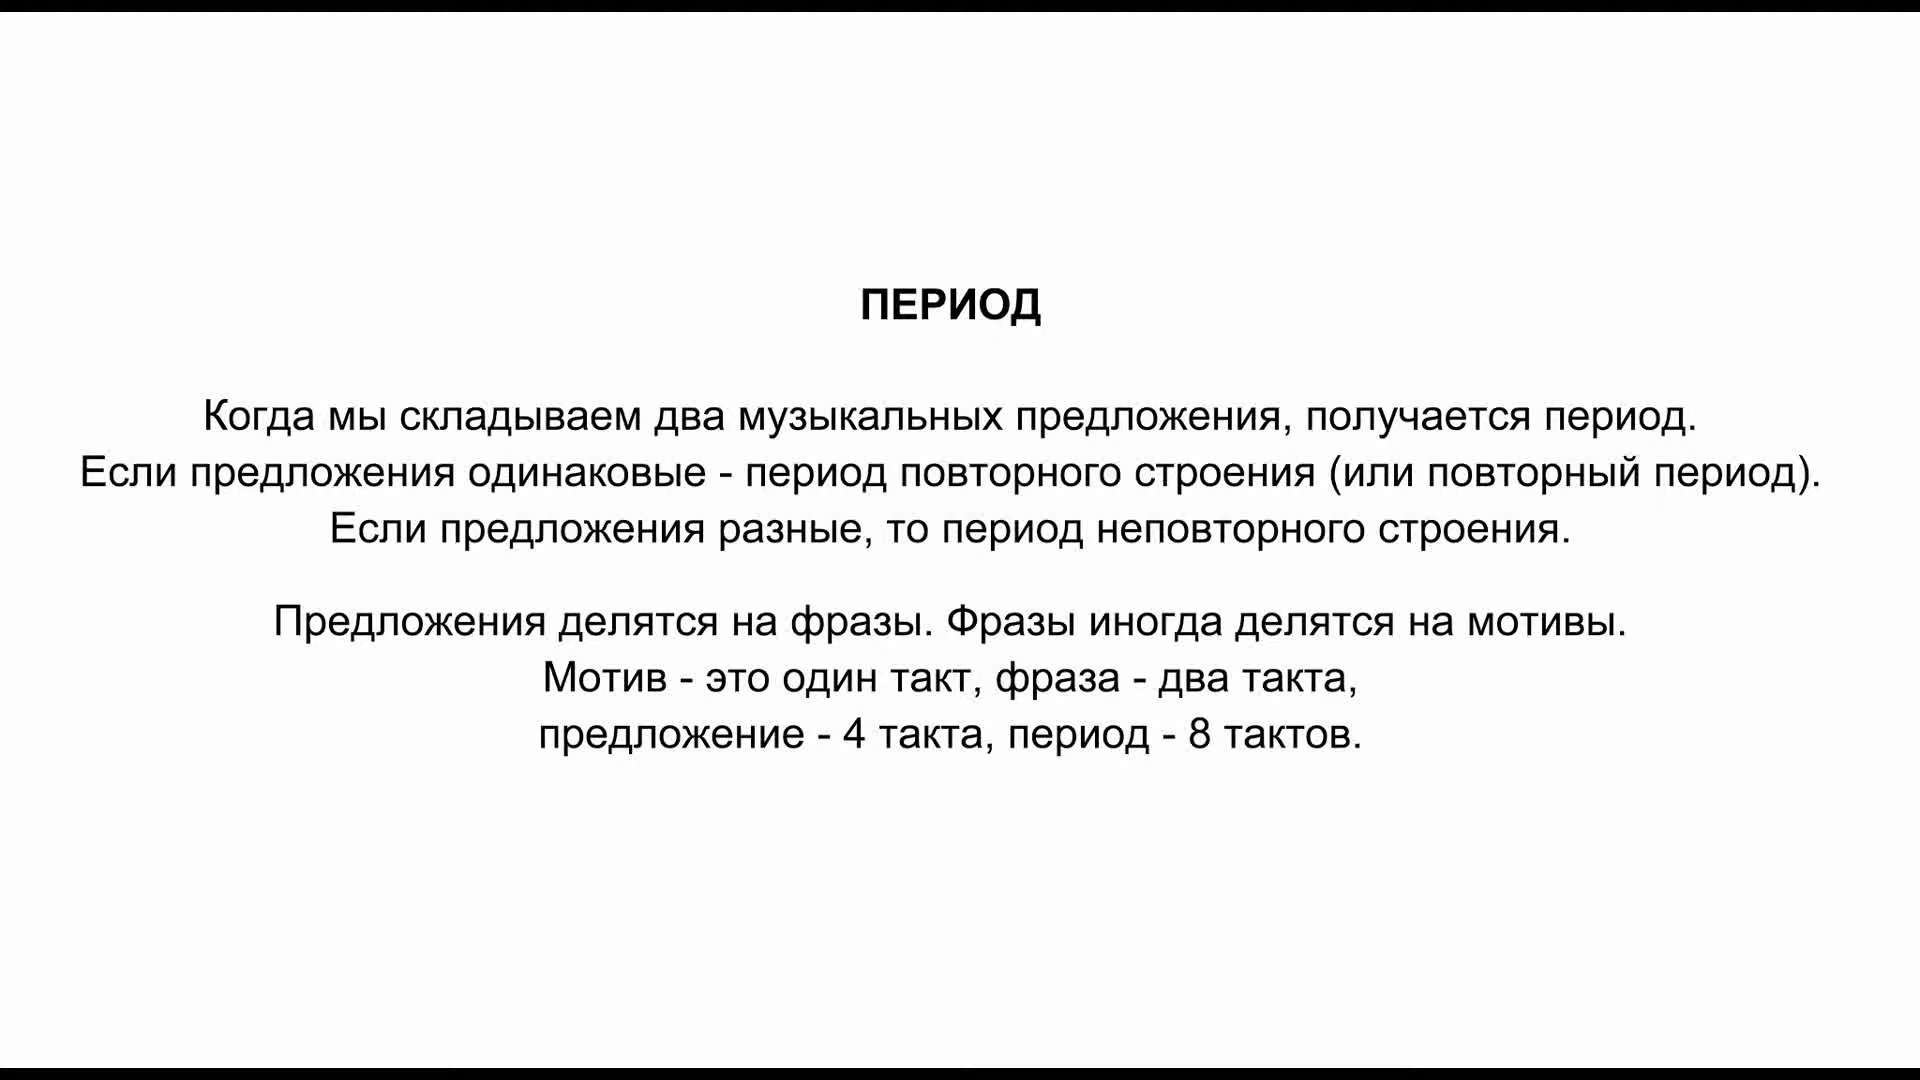 ПЕРИОД
Когда мы складываем два музыкальных предложения, получается период.
Если предложения одинаковые - период повторного строения (или повторный период).
Если предложения разные, то период неповторного строения.
Предложения делятся на фразы. Фразы иногда делятся на мотивы.
Мотив - это один такт, фраза - два такта,
предложение - 4 такта, период - 8 тактов.